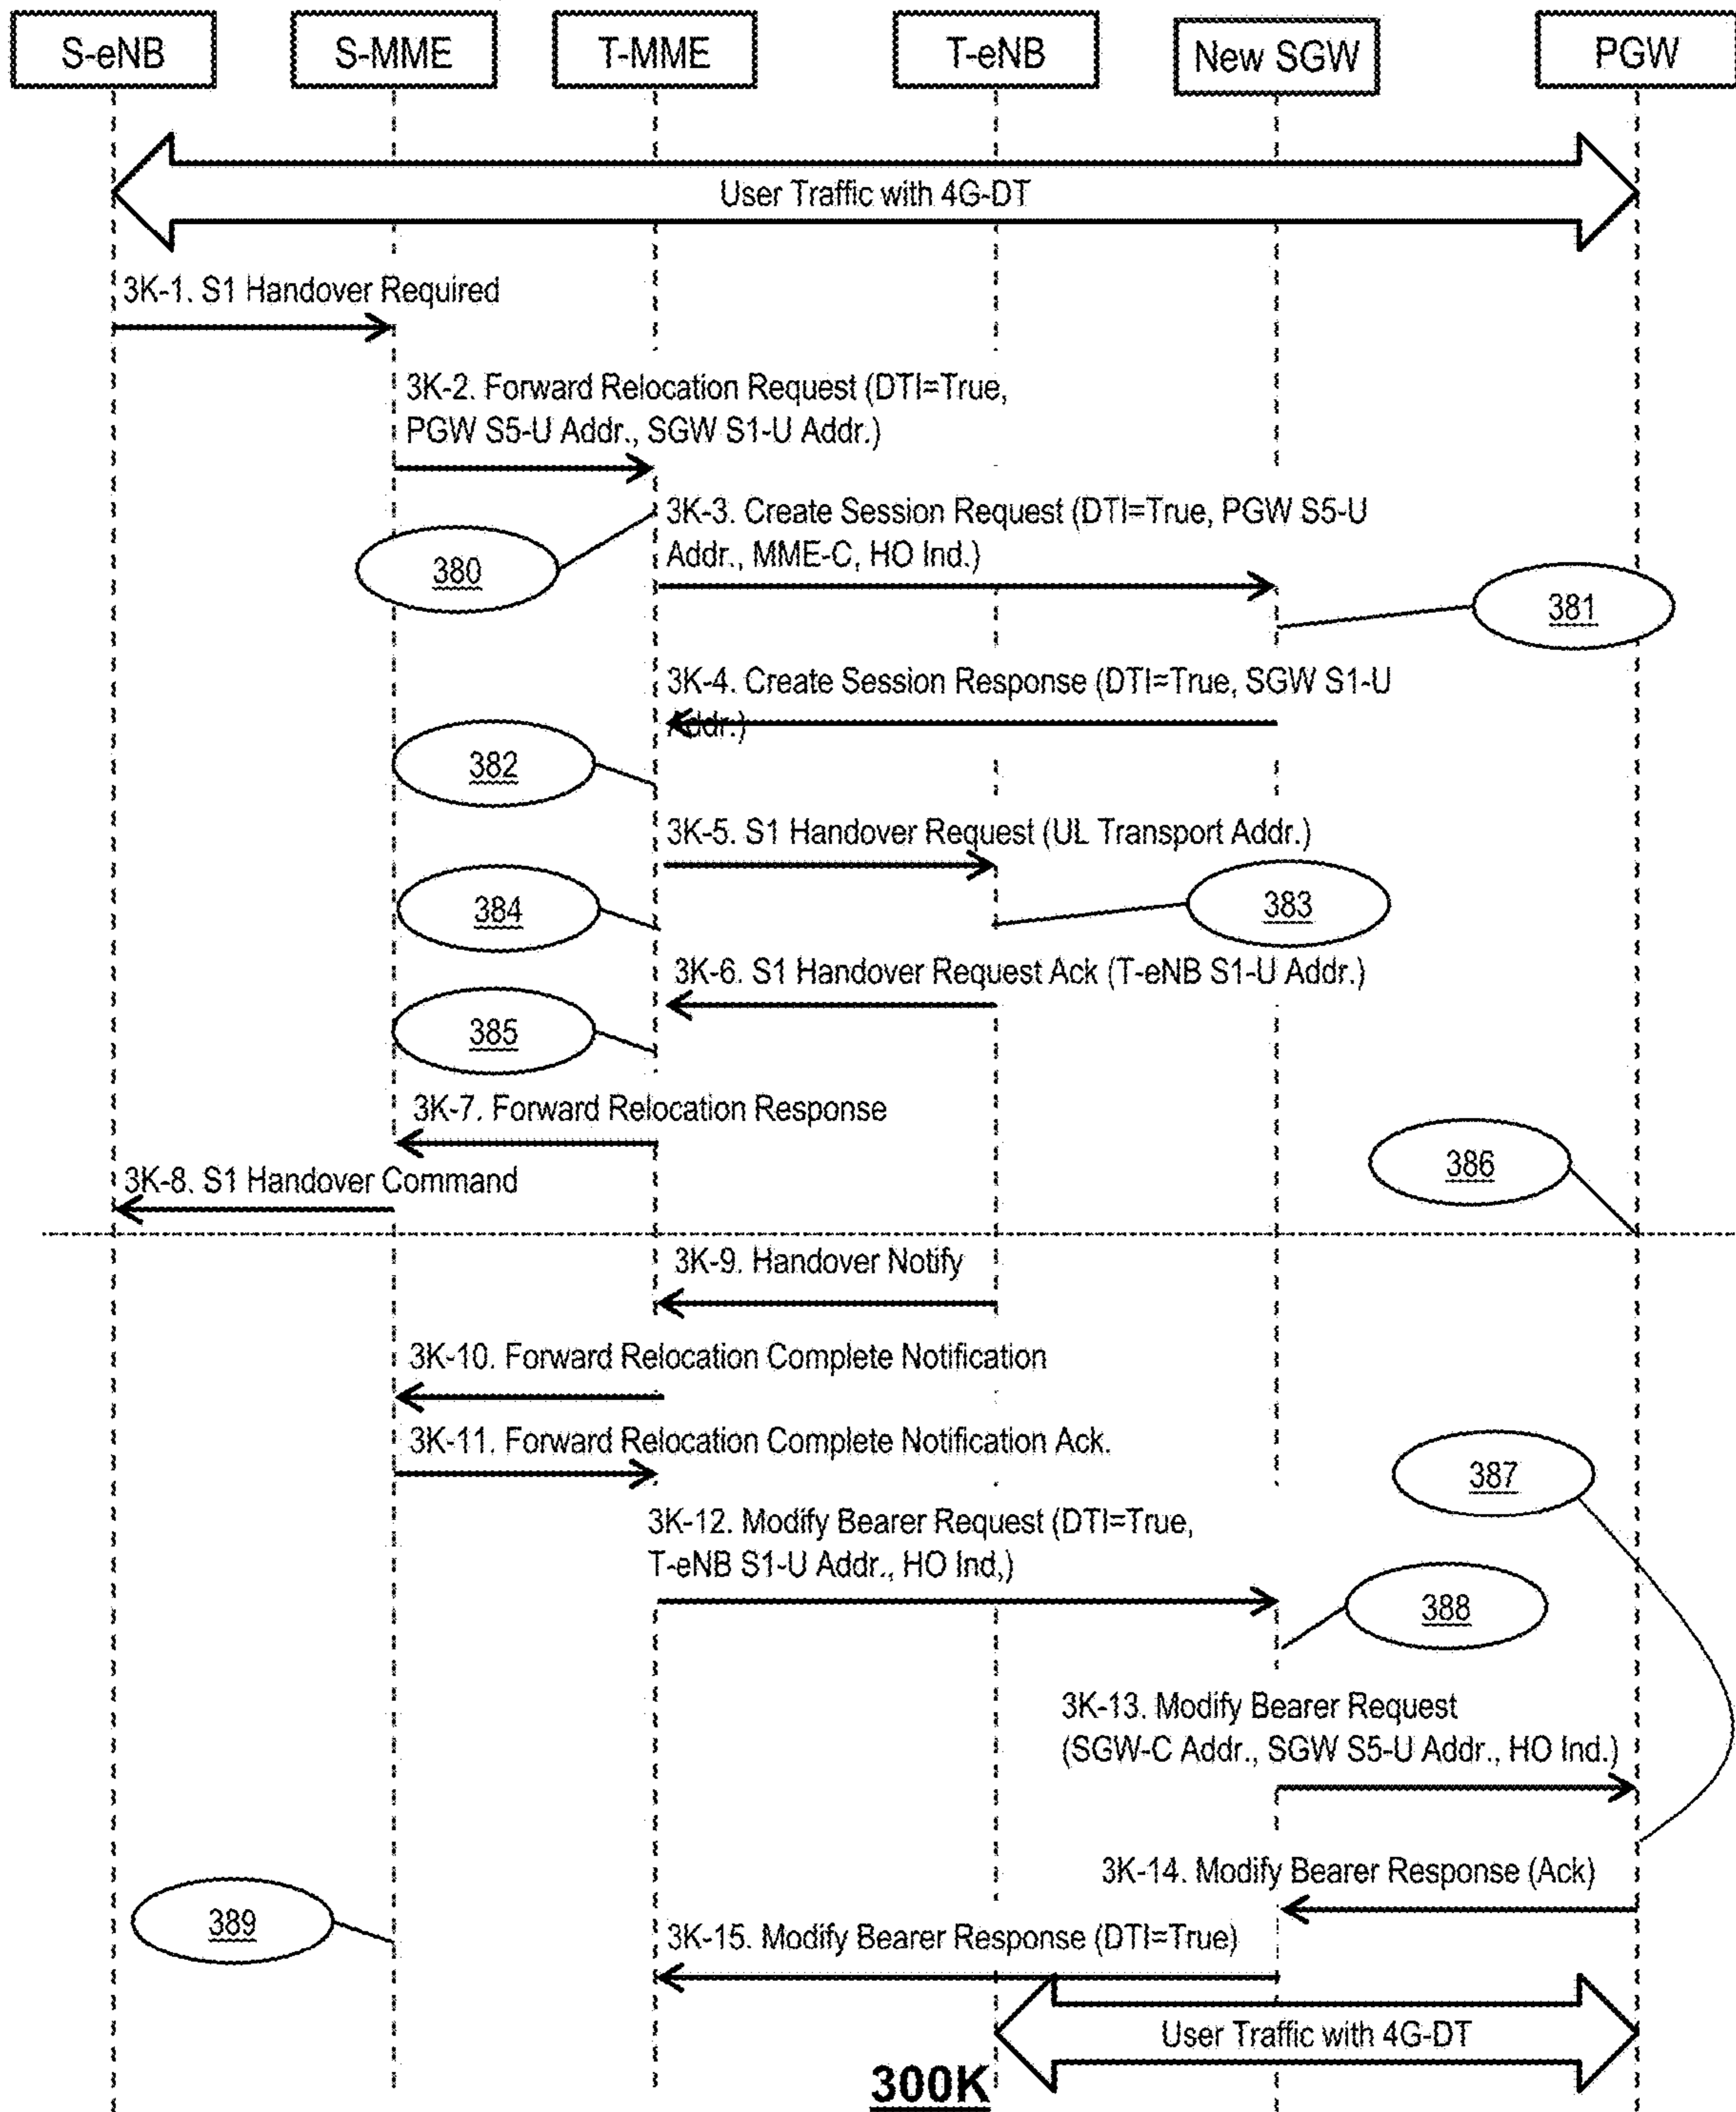 S-eNB
S-MME
T-MME
T-eNB
New SGW
PGW
User Traffic with 4G-DT
3K-1. S1 Handover Required
3K-2. Forward Relocation Request (DTI=True,
PGW S5-U Addr., SGW S1-U Addr.)
3K-3. Create Session Request (DTI=True, PGW S5-U
Addr., MME-C, HO Ind.)
380
381
3K-4. Create Session Response (DTI=True, SGW S1-U
Addr.)
382
3K-5. S1 Handover Request (UL Transport Addr.)
384
383
3K-6. S1 Handover Request Ack (T-eNB S1-U Addr.)
385
3K-7. Forward Relocation Response
386
3K-8. S1 Handover Command
3K-9. Handover Notify
3K-10. Forward Relocation Complete Notification
3K-11. Forward Relocation Complete Notification Ack.
387
3K-12. Modify Bearer Request (DTI=True,
T-eNB S1-U Addr., HO Ind,)
388
3K-13. Modify Bearer Request
(SGW-C Addr., SGW S5-U Addr., HO Ind.)
3K-14. Modify Bearer Response (Ack)
389
3K-15. Modify Bearer Response (DTI=True)
User Traffic with 4G-DT
300K